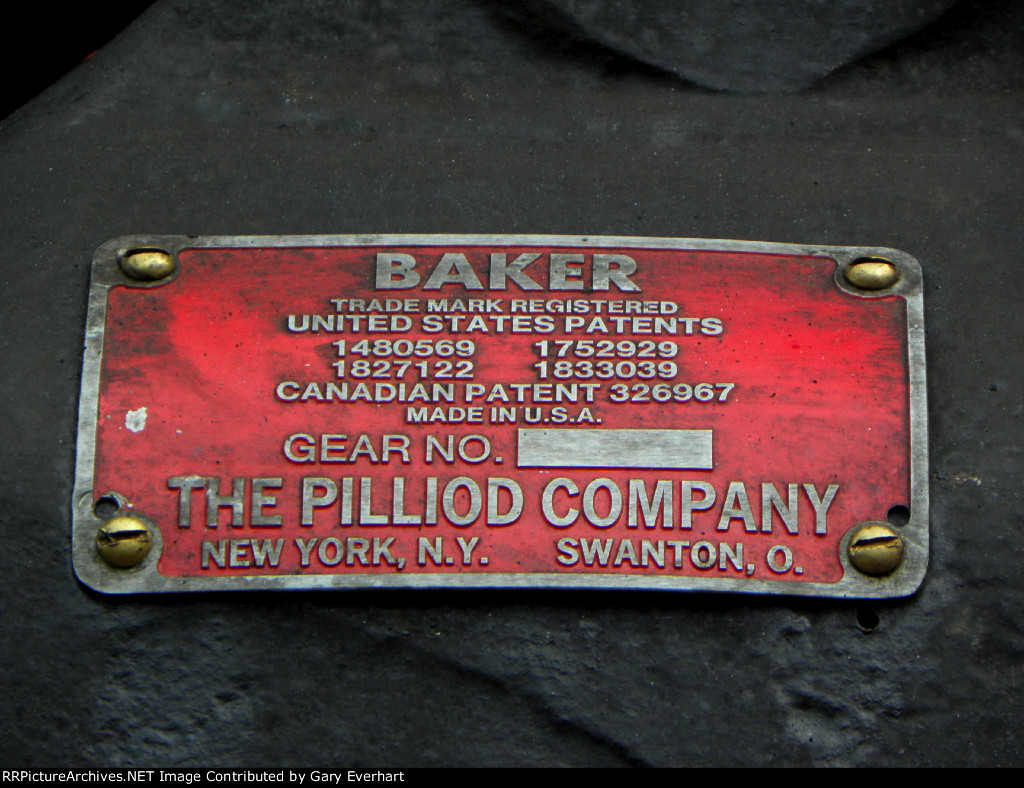 BAKER
TRADE MARK REGISTERED
UNITED STATES PATENTS
1480569 1752929
1827122 1833039
CANADIAN PATENT 326967
MADE IN U.S.A.
GEAR NO.
THE PILLIOD COMPANY
NEW YORK, N.Y. SWANTON, O.
RRPictureArchives.NET Image Contributed by Gary Everhart